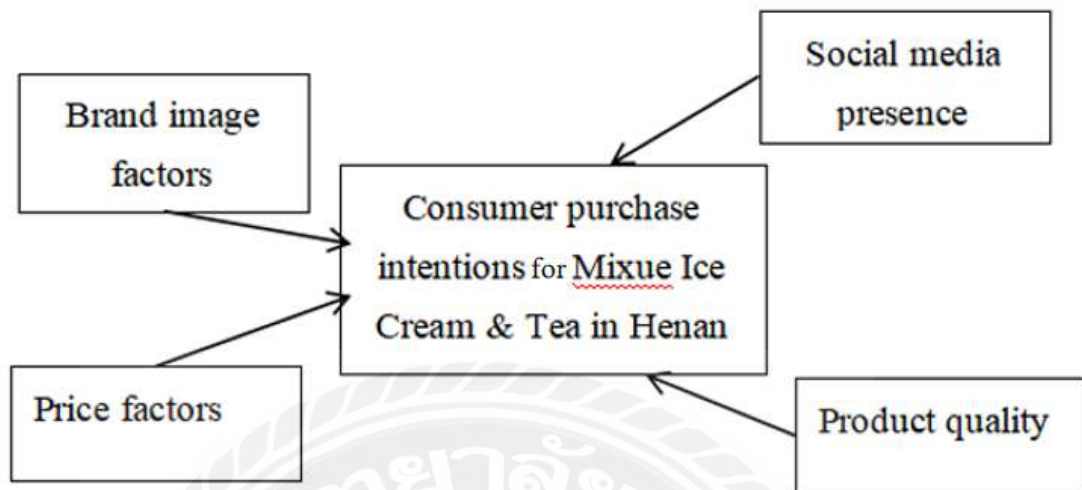 Social media
presence
Brand image
factors
Consumer purchase
intentions for Mixue Ice
Cream & Tea in Henan
Price factors
Product quality